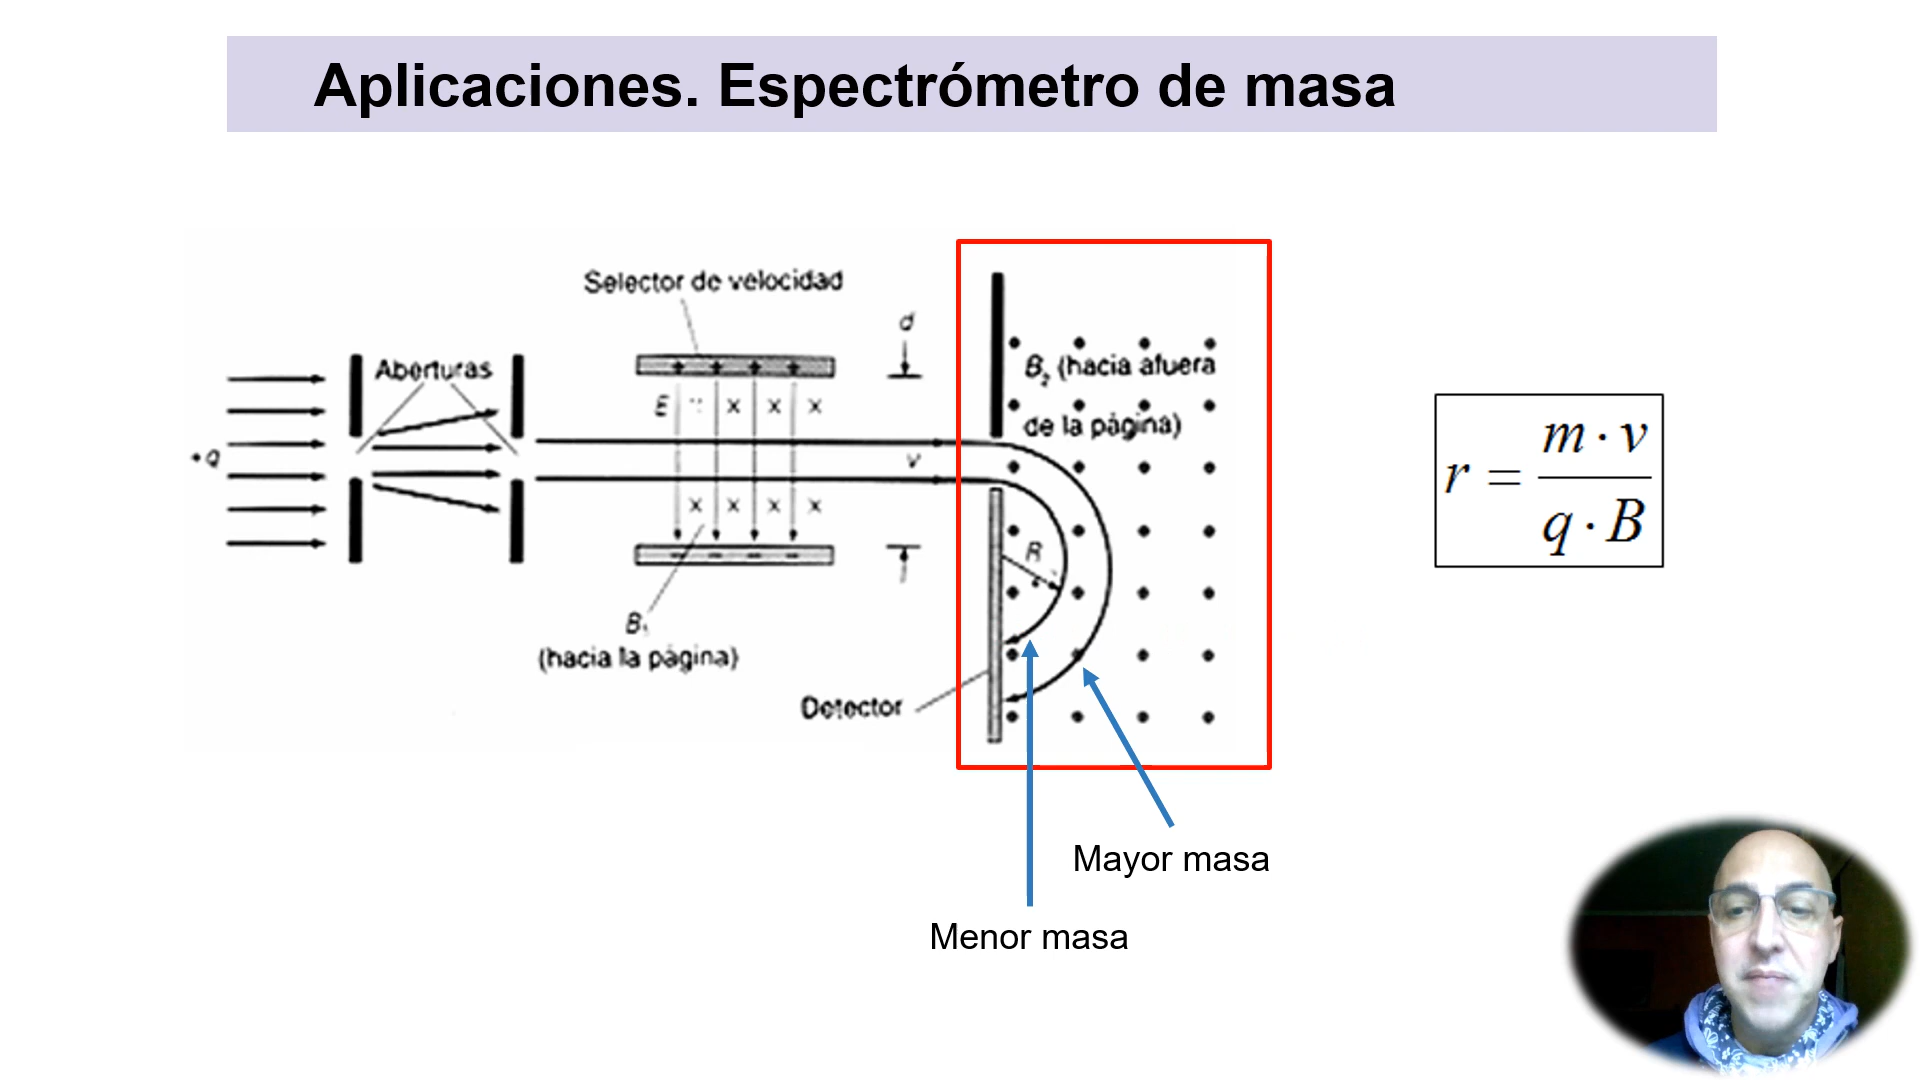 Aplicaciones. Espectrómetro de masa
Selector de velocidad
d
Aberturas
B₂ (hacia afuera
de la página)
E
x x x
+q
v
r = m · v / q · B
x x x x
R
B₁
(hacia la página)
Detector
Mayor masa
Menor masa